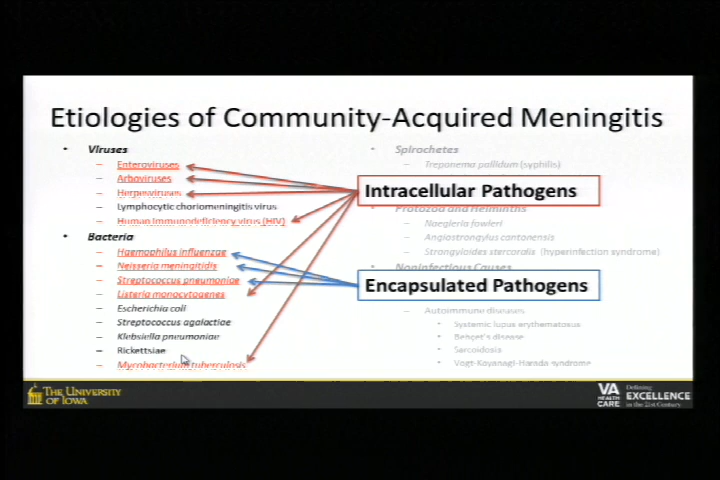 Etiologies of Community-Acquired Meningitis
• Viruses
– Enteroviruses
– Arboviruses
– Herpesviruses
– Lymphocytic choriomeningitis virus
– Human Immunodeficiency virus (HIV)
• Bacteria
– Haemophilus influenzae
– Neisseria meningitidis
– Streptococcus pneumoniae
– Listeria monocytogenes
– Escherichia coli
– Streptococcus agalactiae
– Klebsiella pneumoniae
– Rickettsiae
– Mycobacterium tuberculosis
• Spirochetes
– Treponema pallidum (syphilis)
Intracellular Pathogens
Protozoa and Helminths
– Naegleria fowleri
– Angiostrongylus cantonensis
– Strongyloides stercoralis (hyperinfection syndrome)
Noninfectious Causes
Encapsulated Pathogens
– Autoimmune diseases
• Systemic lupus erythematosus
• Behçet's disease
• Sarcoidosis
• Vogt-Koyanagi-Harada syndrome
THE UNIVERSITY
OF IOWA
VA
HEALTH
CARE
Defining
EXCELLENCE
in the 21st Century